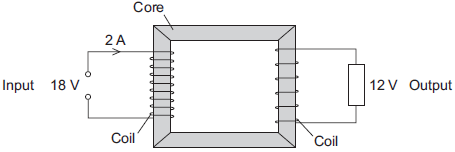 Core
2 A
Input 18 V
12 V Output
Coil
Coil